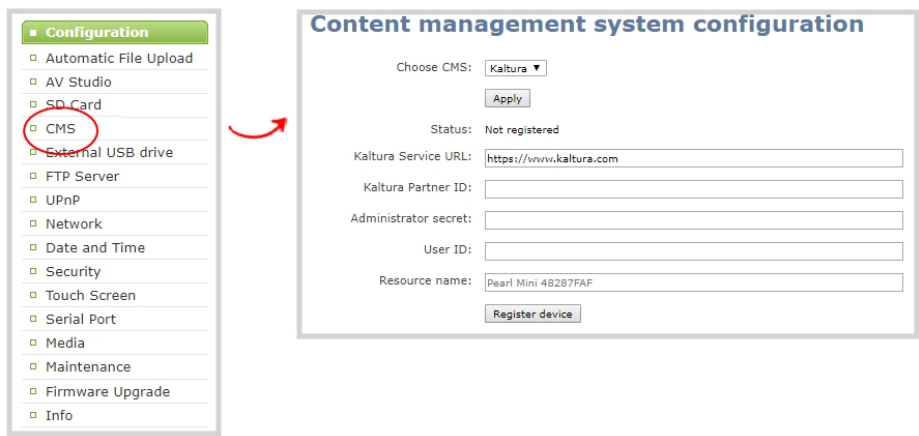 Configuration
Automatic File Upload
AV Studio
SD Card
CMS
External USB drive
FTP Server
UPnP
Network
Date and Time
Security
Touch Screen
Serial Port
Media
Maintenance
Firmware Upgrade
Info
Content management system configuration
Choose CMS: Kaltura ▼
Apply
Status: Not registered
Kaltura Service URL: https://www.kaltura.com
Kaltura Partner ID:
Administrator secret:
User ID:
Resource name: Pearl Mini 48287FAF
Register device